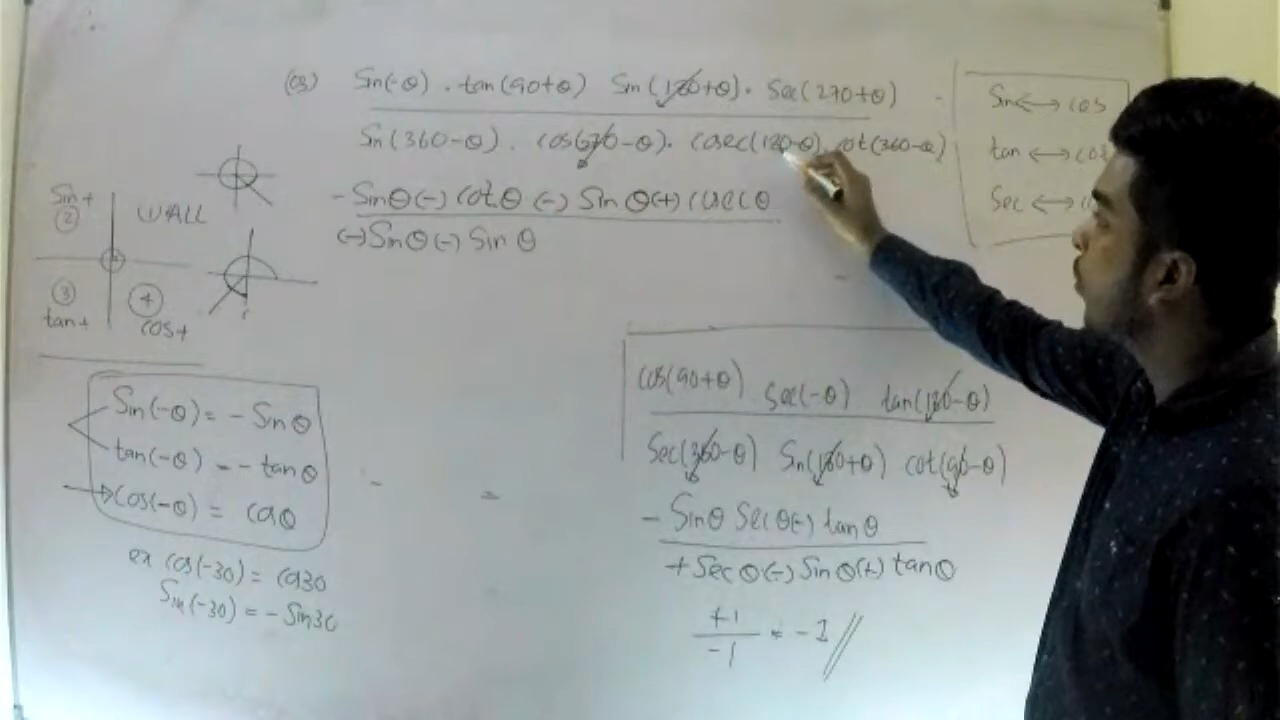 (03) Sin(-θ) . tan(90+θ) Sin(180+θ). Sec(270+θ)
Sin(360-θ) . cos(270-θ). cosec(180-θ). cot(360-θ)
- Sinθ(-) cotθ (-) Sinθ(+) cosecθ
(-)Sinθ(-) Sinθ
Sin ↔ cos
tan ↔ cot
Sec ↔
Sin+
②
WALL
③
tan+
④
cos+
Sin(-θ) = - Sinθ
tan(-θ) = - tanθ
cos(-θ) = cosθ
ex cos(-30) = cos30
Sin(-30) = - Sin30
=
cos(90+θ) Sec(-θ) tan(180-θ)
Sec(360-θ) Sin(180+θ) cot(90-θ)
- Sinθ Secθ(-) tanθ
+Secθ(-) Sinθ(+) tanθ
+1
-1
= -1 //